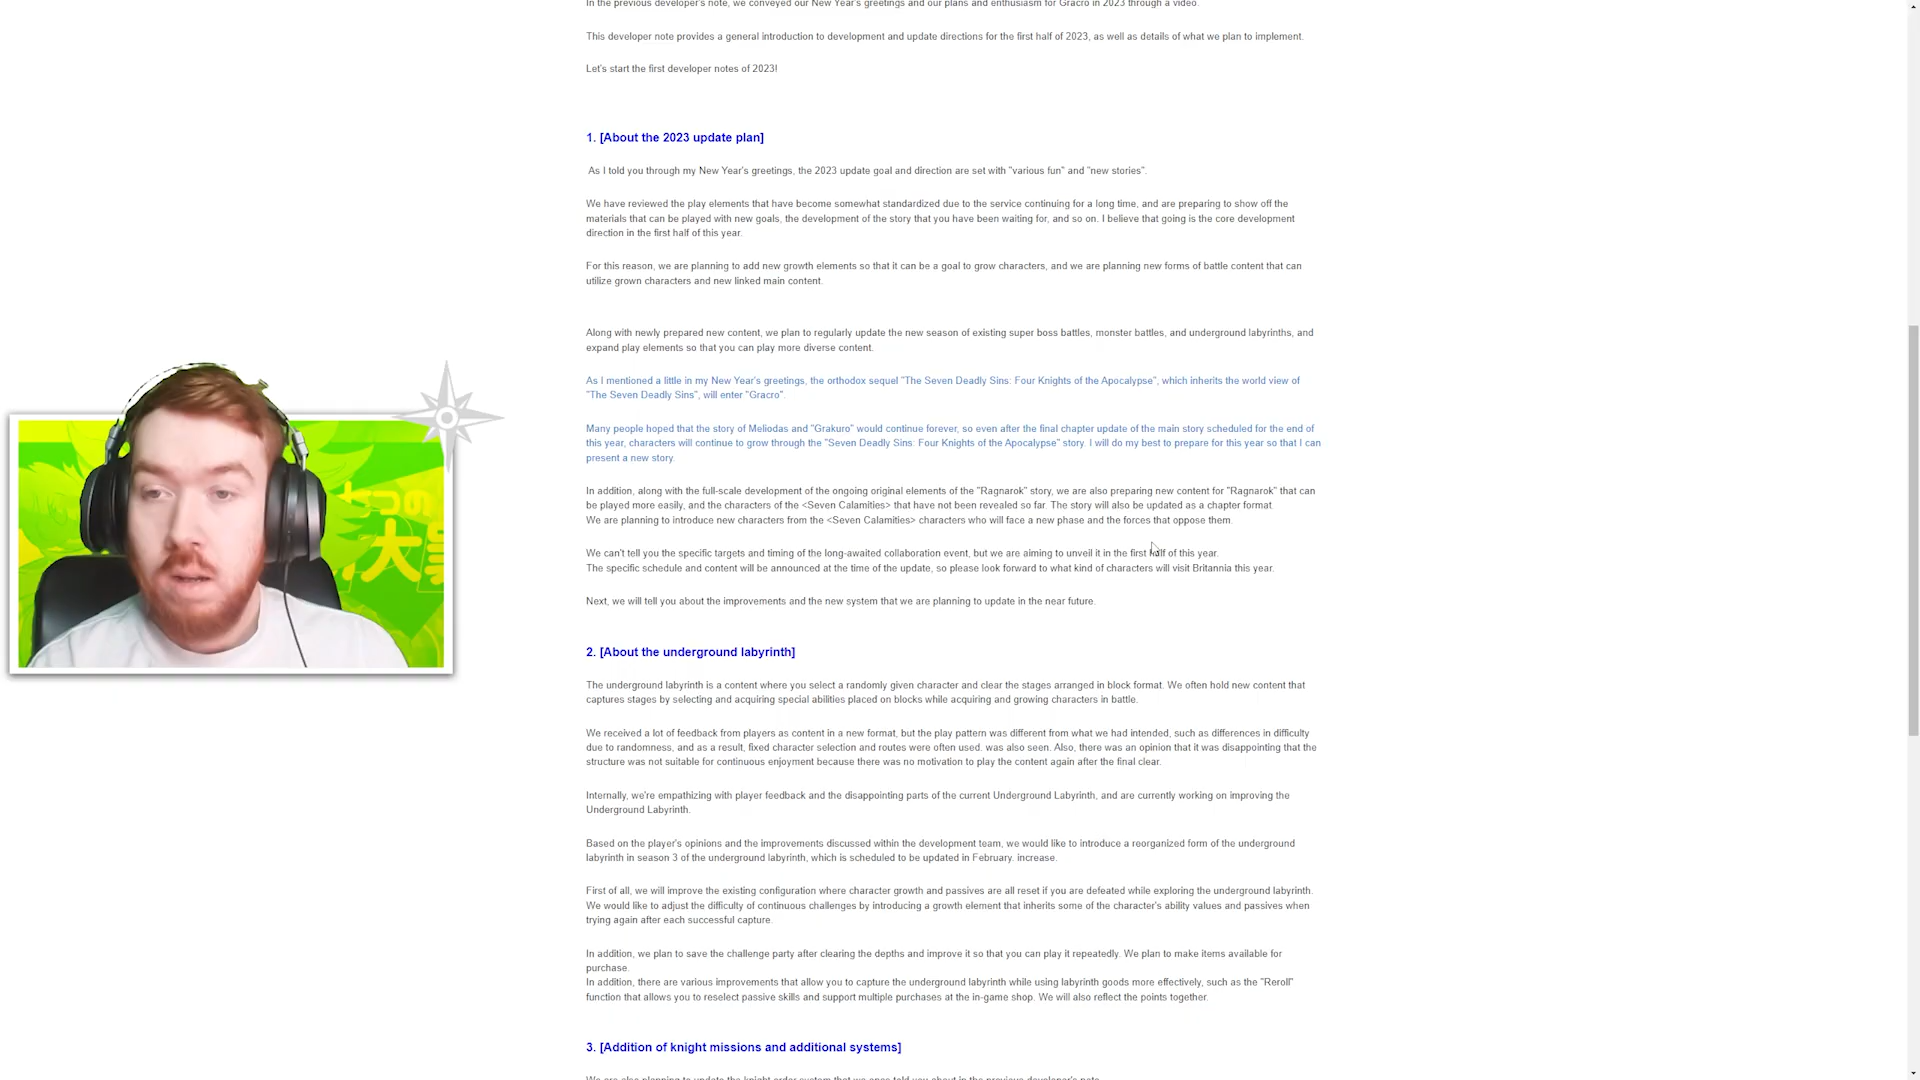 In the previous developer's note, we conveyed our New Year's greetings and our plans and enthusiasm for Gracro in 2023 through a video.
This developer note provides a general introduction to development and update directions for the first half of 2023, as well as details of what we plan to implement.
Let's start the first developer notes of 2023!
1. [About the 2023 update plan]
As I told you through my New Year's greetings, the 2023 update goal and direction are set with "various fun" and "new stories".
We have reviewed the play elements that have become somewhat standardized due to the service continuing for a long time, and are preparing to show off the
materials that can be played with new goals, the development of the story that you have been waiting for, and so on. I believe that going is the core development
direction in the first half of this year.
For this reason, we are planning to add new growth elements so that it can be a goal to grow characters, and we are planning new forms of battle content that can
utilize grown characters and new linked main content.
Along with newly prepared new content, we plan to regularly update the new season of existing super boss battles, monster battles, and underground labyrinths, and
expand play elements so that you can play more diverse content.
As I mentioned a little in my New Year's greetings, the orthodox sequel "The Seven Deadly Sins: Four Knights of the Apocalypse", which inherits the world view of
"The Seven Deadly Sins", will enter "Gracro".
Many people hoped that the story of Meliodas and "Grakuro" would continue forever, so even after the final chapter update of the main story scheduled for the end of
this year, characters will continue to grow through the "Seven Deadly Sins: Four Knights of the Apocalypse" story. I will do my best to prepare for this year so that I can
present a new story.
In addition, along with the full-scale development of the ongoing original elements of the "Ragnarok" story, we are also preparing new content for "Ragnarok" that can
be played more easily, and the characters of the <Seven Calamities> that have not been revealed so far. The story will also be updated as a chapter format.
We are planning to introduce new characters from the <Seven Calamities> characters who will face a new phase and the forces that oppose them.
We can't tell you the specific targets and timing of the long-awaited collaboration event, but we are aiming to unveil it in the first half of this year.
The specific schedule and content will be announced at the time of the update, so please look forward to what kind of characters will visit Britannia this year.
Next, we will tell you about the improvements and the new system that we are planning to update in the near future.
2. [About the underground labyrinth]
The underground labyrinth is a content where you select a randomly given character and clear the stages arranged in block format. We often hold new content that
captures stages by selecting and acquiring special abilities placed on blocks while acquiring and growing characters in battle.
We received a lot of feedback from players as content in a new format, but the play pattern was different from what we had intended, such as differences in difficulty
due to randomness, and as a result, fixed character selection and routes were often used. was also seen. Also, there was an opinion that it was disappointing that the
structure was not suitable for continuous enjoyment because there was no motivation to play the content again after the final clear.
Internally, we're empathizing with player feedback and the disappointing parts of the current Underground Labyrinth, and are currently working on improving the
Underground Labyrinth.
Based on the player's opinions and the improvements discussed within the development team, we would like to introduce a reorganized form of the underground
labyrinth in season 3 of the underground labyrinth, which is scheduled to be updated in February. increase.
First of all, we will improve the existing configuration where character growth and passives are all reset if you are defeated while exploring the underground labyrinth.
We would like to adjust the difficulty of continuous challenges by introducing a growth element that inherits some of the character's ability values and passives when
trying again after each successful capture.
In addition, we plan to save the challenge party after clearing the depths and improve it so that you can play it repeatedly. We plan to make items available for
purchase.
In addition, there are various improvements that allow you to capture the underground labyrinth while using labyrinth goods more effectively, such as the "Reroll"
function that allows you to reselect passive skills and support multiple purchases at the in-game shop. We will also reflect the points together.
3. [Addition of knight missions and additional systems]
We are also planning to update the knight order system that we once told you about in the previous developer's note.
七つの
大